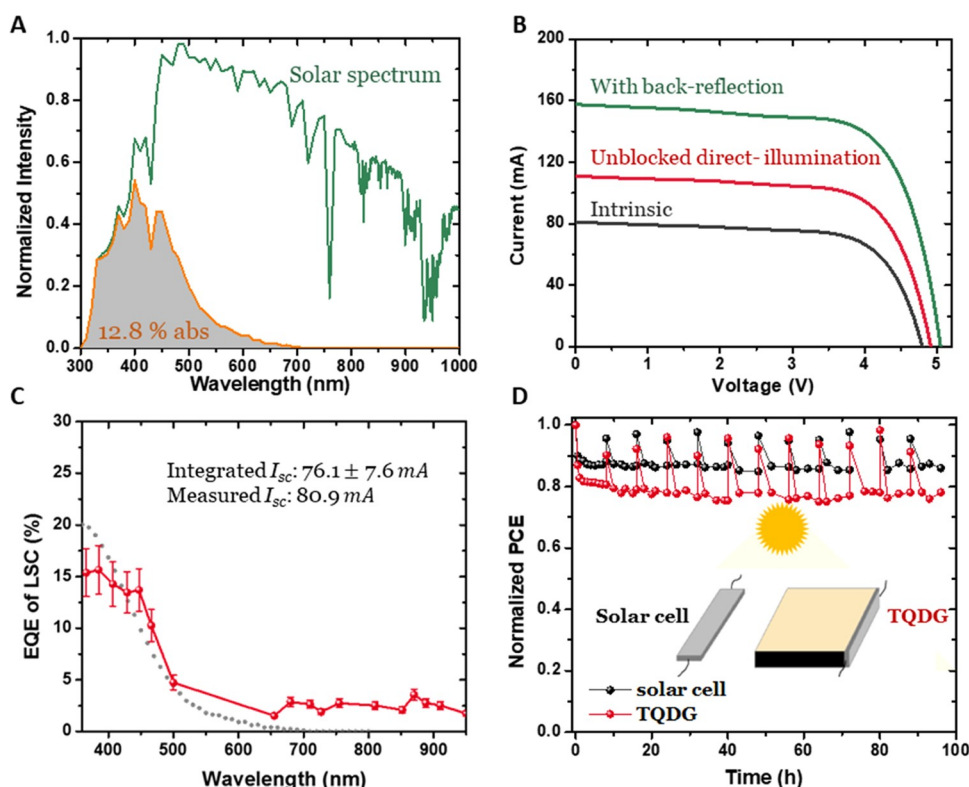 A
1.0
0.8
0.6
0.4
0.2
0.0
Normalized Intensity
Solar spectrum
12.8 % abs
300 400 500 600 700 800 900 1000
Wavelength (nm)
B
200
160
120
80
40
0
Current (mA)
With back-reflection
Unblocked direct- illumination
Intrinsic
0 1 2 3 4 5
Voltage (V)
C
30
25
20
15
10
5
0
EQE of LSC (%)
Integrated Isc: 76.1 ± 7.6 mA
Measured Isc: 80.9 mA
400 500 600 700 800 900
Wavelength (nm)
D
1.0
0.8
0.6
0.4
0.2
0.0
Normalized PCE
Solar cell
TQDG
solar cell
TQDG
0 20 40 60 80 100
Time (h)